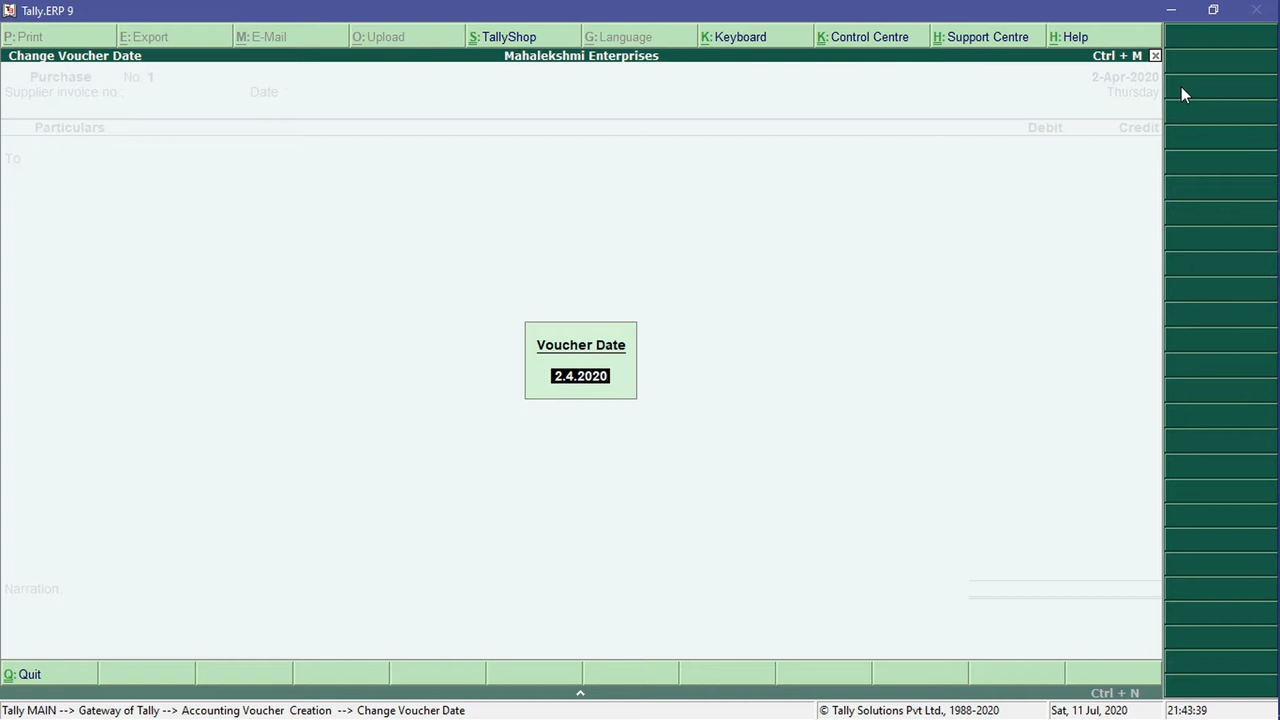 Tally.ERP 9
P: Print E: Export M: E-Mail O: Upload S: TallyShop G: Language K: Keyboard K: Control Centre H: Support Centre H: Help
Change Voucher Date Mahalekshmi Enterprises Ctrl + M
Purchase No. 1 2-Apr-2020
Supplier invoice no.: Date Thursday
Particulars Debit Credit
To
Voucher Date
2.4.2020
Narration:
Q: Quit
Ctrl + N
Tally MAIN --> Gateway of Tally --> Accounting Voucher Creation --> Change Voucher Date © Tally Solutions Pvt Ltd., 1988-2020 Sat, 11 Jul, 2020 21:43:39